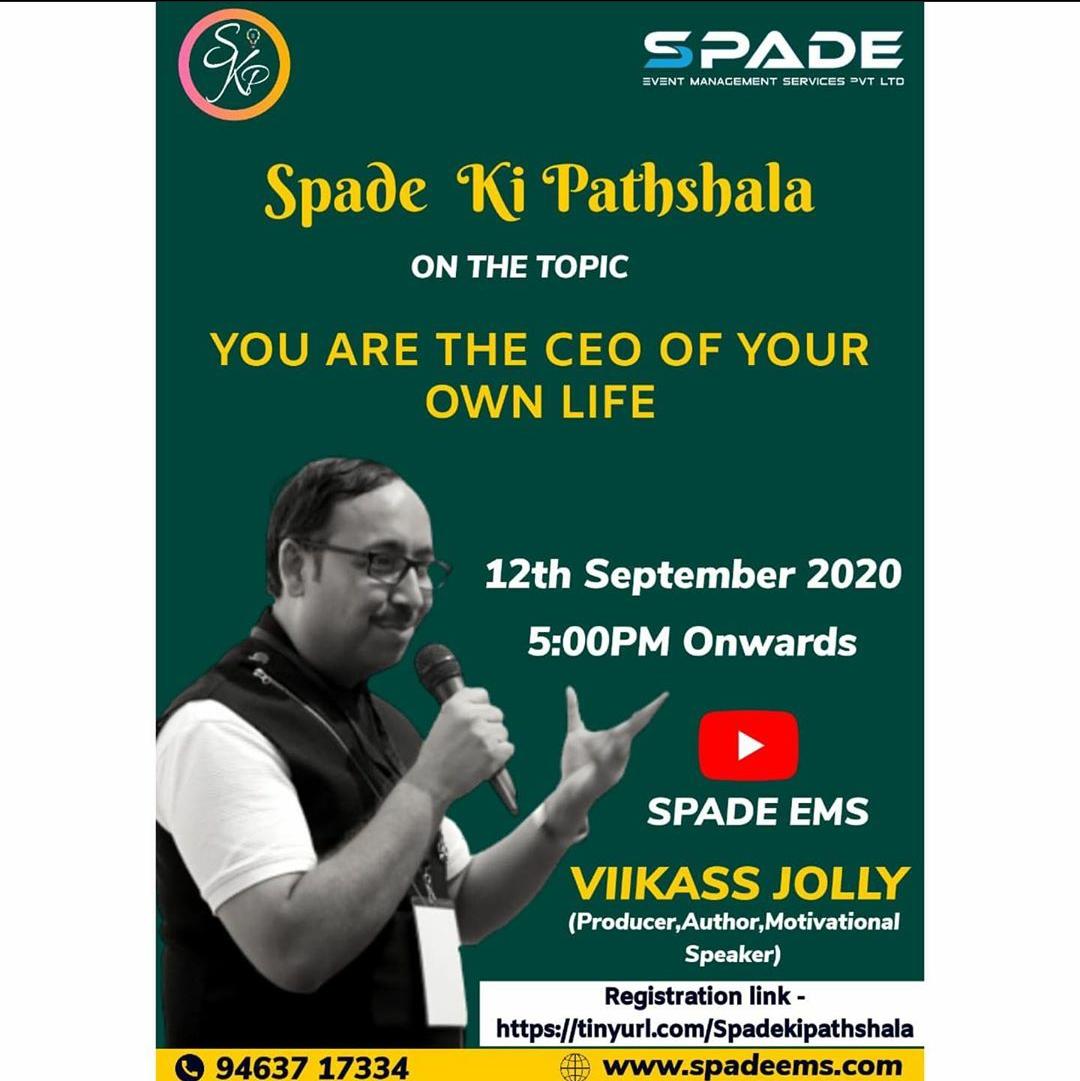 SKP
SPADE
EVENT MANAGEMENT SERVICES PVT LTD
Spade Ki Pathshala
ON THE TOPIC
YOU ARE THE CEO OF YOUR
OWN LIFE
12th September 2020
5:00PM Onwards
SPADE EMS
VIIKASS JOLLY
(Producer,Author,Motivational
Speaker)
Registration link -
https://tinyurl.com/Spadekipathshala
94637 17334
www.spadeems.com